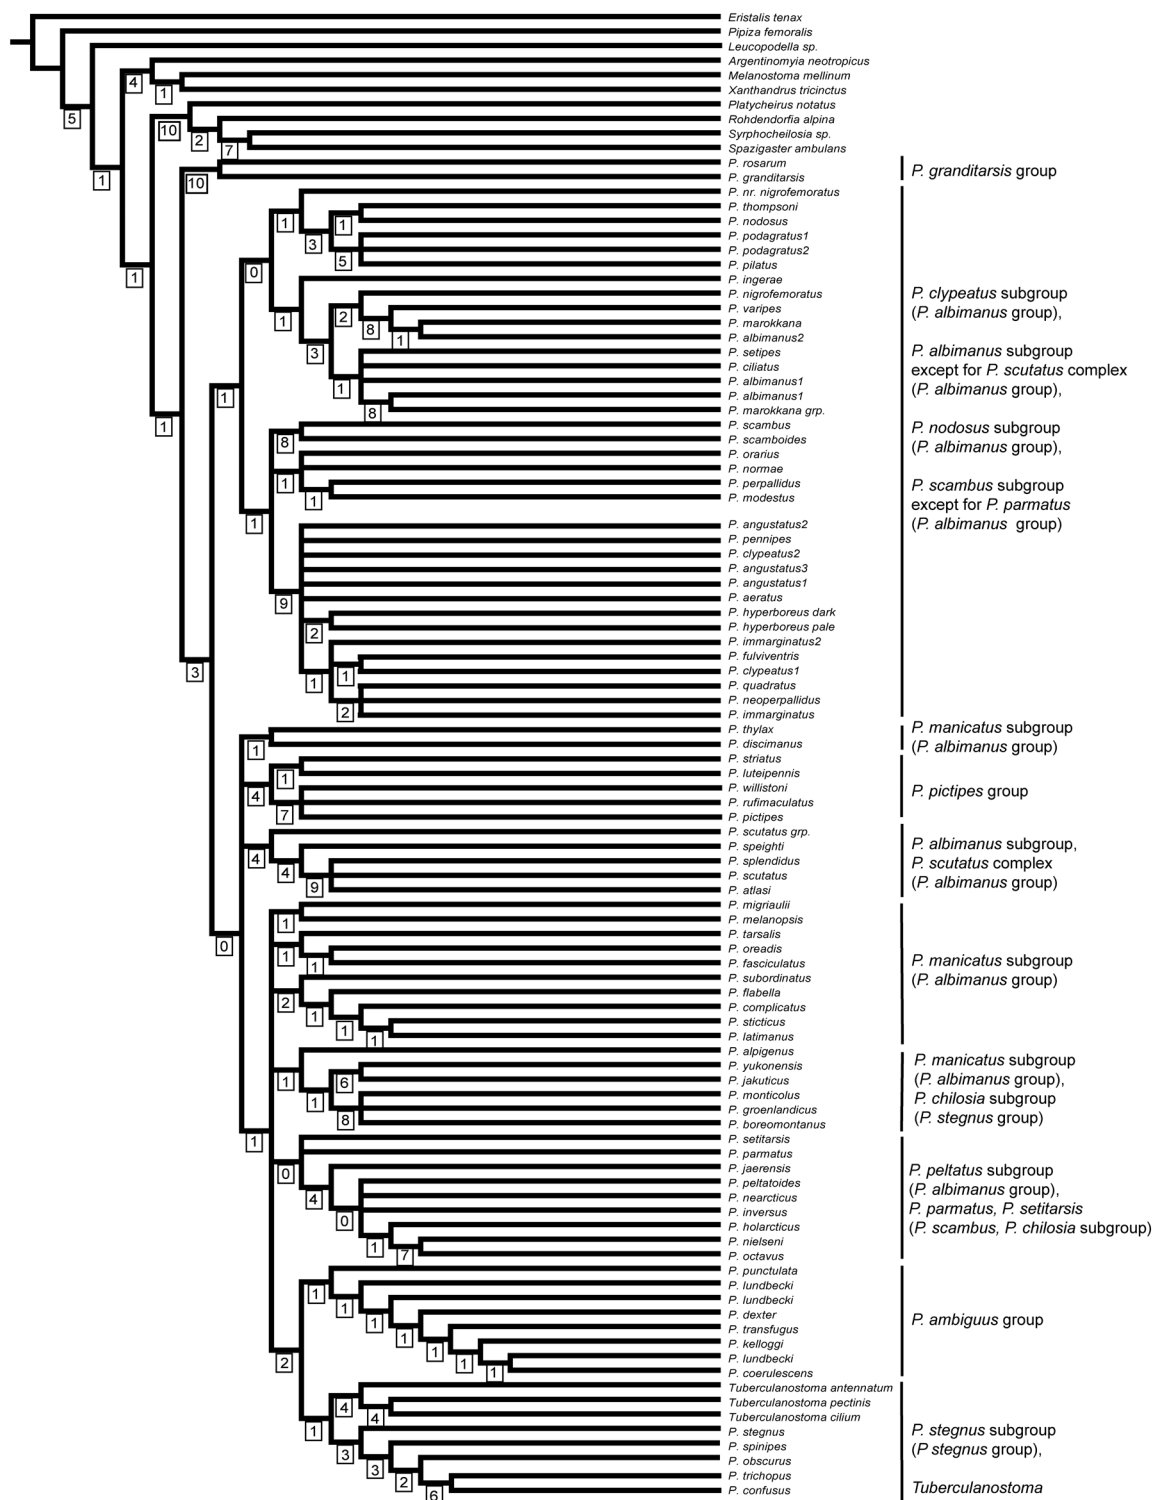 Eristalis tenax
Pipiza femoralis
Leucopodella sp.
Argentinomyia neotropicus
4
Melanostoma mellinum
1
Xanthandrus tricinctus
Platycheirus notatus
5
Rohdendorfia alpina
10
Syrphocheilosia sp.
2
Spazigaster ambulans
7
P. rosarum
P. granditarsis group
1
P. granditarsis
10
P. nr. nigrofemoratus
P. thompsoni
P. nodosus
1
1
P. podagratus1
3
P. podagratus2
P. pilatus
5
0
1
P. ingerae
P. nigrofemoratus
P. clypeatus subgroup
P. varipes
(P. albimanus group),
2
1
P. marokkana
8
P. albimanus2
1
P. setipes
P. albimanus subgroup
3
P. ciliatus
except for P. scutatus complex
P. albimanus1
(P. albimanus group),
1
1
P. albimanus1
P. marokkana grp.
8
P. scambus
P. nodosus subgroup
1
P. scamboides
(P. albimanus group),
8
P. orarius
P. normae
P. perpallidus
1
P. scambus subgroup
P. modestus
1
except for P. parmatus
P. angustatus2
(P. albimanus group)
1
P. pennipes
P. clypeatus2
P. angustatus3
P. angustatus1
P. aeratus
9
P. hyperboreus dark
P. hyperboreus pale
2
P. immarginatus2
P. fulviventris
P. clypeatus1
3
1
1
P. quadratus
P. neoperpallidus
P. immarginatus
2
P. thylax
P. manicatus subgroup
P. discimanus
(P. albimanus group)
1
P. striatus
P. luteipennis
1
P. willistoni
P. pictipes group
4
P. rufimaculatus
P. pictipes
7
P. scutatus grp.
P. speighti
P. albimanus subgroup,
P. splendidus
P. scutatus complex
4
P. scutatus
(P. albimanus group)
4
P. atlasi
9
P. migriaulii
P. melanopsis
1
P. tarsalis
0
P. oreadis
1
P. fasciculatus
P. manicatus subgroup
1
P. subordinatus
(P. albimanus group)
P. flabella
2
P. complicatus
1
P. sticticus
1
P. latimanus
1
P. alpigenus
P. manicatus subgroup
P. yukonensis
(P. albimanus group),
1
P. jakuticus
6
P. monticolus
P. chilosia subgroup
1
P. groenlandicus
(P. stegnus group)
8
P. boreomontanus
1
P. setitarsis
P. parmatus
0
P. jaerensis
P. peltatus subgroup
P. peltatoides
(P. albimanus group),
4
P. nearcticus
P. parmatus, P. setitarsis
P. inversus
(P. scambus, P. chilosia subgroup)
0
P. holarcticus
P. nielseni
1
P. octavus
7
P. punctulata
P. lundbecki
1
P. lundbecki
1
P. dexter
P. ambiguus group
1
P. transfugus
1
P. kelloggi
1
P. lundbecki
2
1
P. coerulescens
1
Tuberculanostoma antennatum
Tuberculanostoma pectinis
4
Tuberculanostoma cilium
4
P. stegnus
P. stegnus subgroup
1
P. spinipes
(P stegnus group),
3
P. obscurus
3
P. trichopus
2
P. confusus
Tuberculanostoma
6